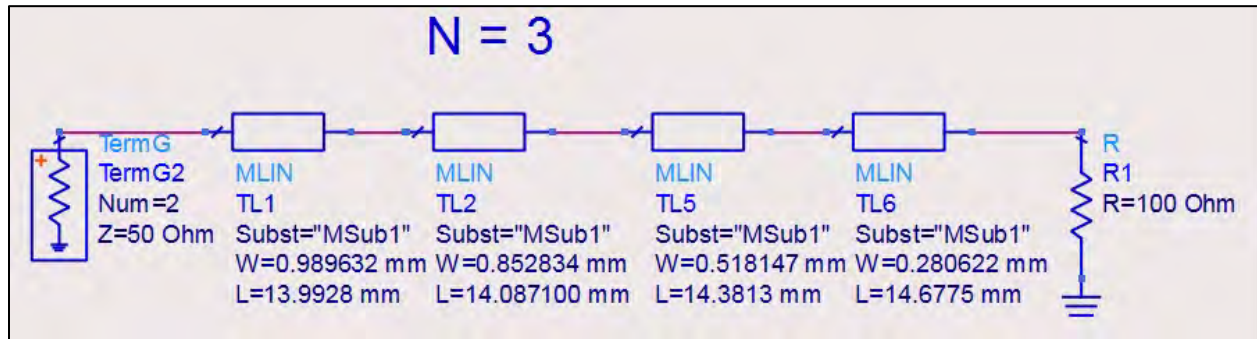 N = 3
TermG
TermG2
Num=2
Z=50 Ohm
MLIN
TL1
Subst="MSub1"
W=0.989632 mm
L=13.9928 mm
MLIN
TL2
Subst="MSub1"
W=0.852834 mm
L=14.087100 mm
MLIN
TL5
Subst="MSub1"
W=0.518147 mm
L=14.3813 mm
MLIN
TL6
Subst="MSub1"
W=0.280622 mm
L=14.6775 mm
R
R1
R=100 Ohm